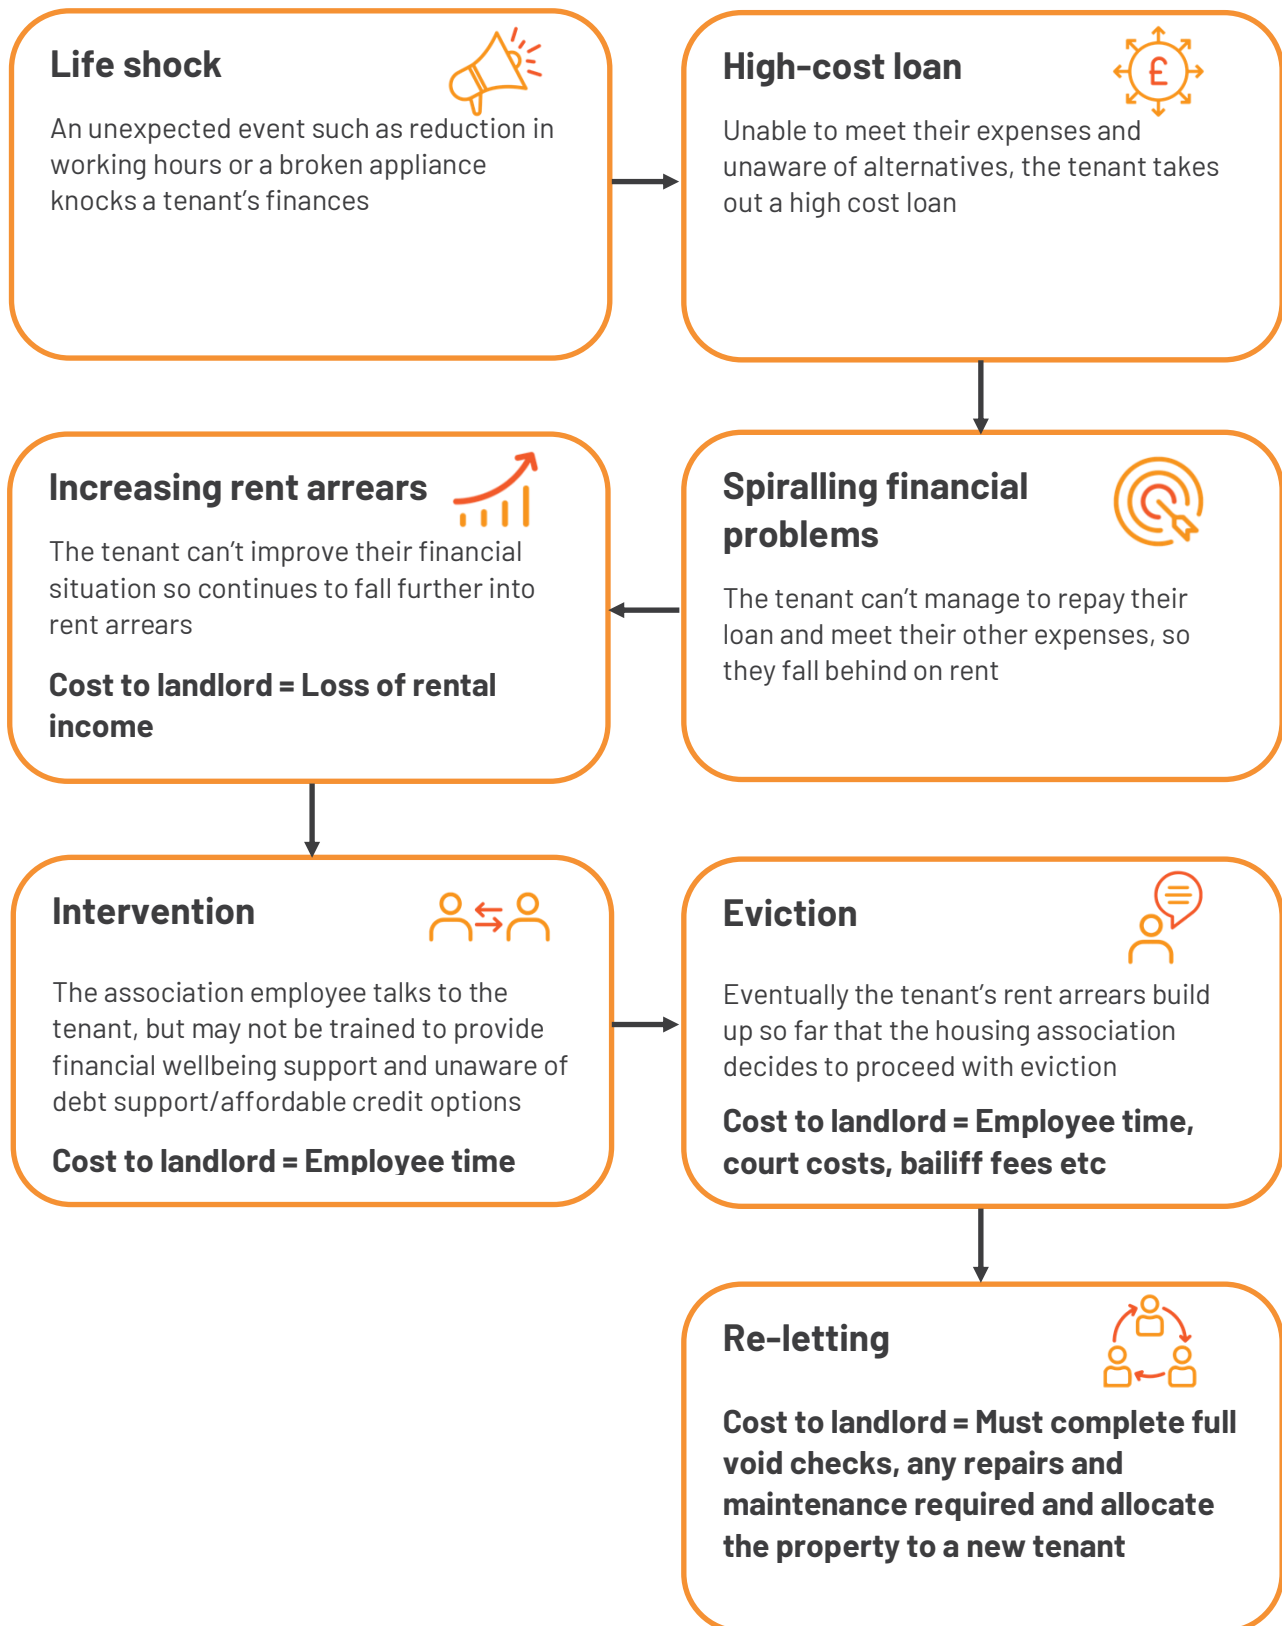 Life shock
An unexpected event such as reduction in
working hours or a broken appliance
knocks a tenant's finances
High-cost loan
£
Unable to meet their expenses and
unaware of alternatives, the tenant takes
out a high cost loan
Spiralling financial
problems
The tenant can't manage to repay their
loan and meet their other expenses, so
they fall behind on rent
Increasing rent arrears
The tenant can't improve their financial
situation so continues to fall further into
rent arrears
Cost to landlord = Loss of rental
income
Intervention
The association employee talks to the
tenant, but may not be trained to provide
financial wellbeing support and unaware of
debt support/affordable credit options
Cost to landlord = Employee time
Eviction
Eventually the tenant's rent arrears build
up so far that the housing association
decides to proceed with eviction
Cost to landlord = Employee time,
court costs, bailiff fees etc
Re-letting
Cost to landlord = Must complete full
void checks, any repairs and
maintenance required and allocate
the property to a new tenant